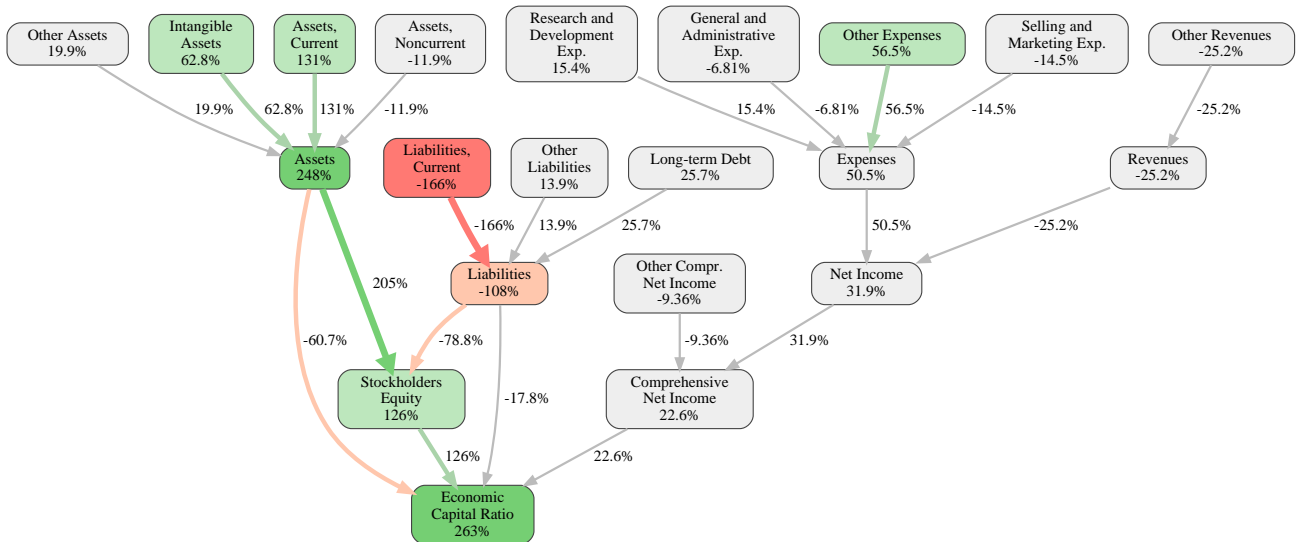 Other Assets
19.9%
Intangible
Assets
62.8%
Assets,
Current
131%
Assets,
Noncurrent
-11.9%
Research and
Development
Exp.
15.4%
General and
Administrative
Exp.
-6.81%
Other Expenses
56.5%
Selling and
Marketing Exp.
-14.5%
Other Revenues
-25.2%
19.9%
62.8%
131%
-11.9%
15.4%
-6.81%
56.5%
-14.5%
-25.2%
Assets
248%
Liabilities,
Current
-166%
Other
Liabilities
13.9%
Long-term Debt
25.7%
Expenses
50.5%
Revenues
-25.2%
-166%
13.9%
25.7%
50.5%
-25.2%
205%
Liabilities
-108%
Other Compr.
Net Income
-9.36%
Net Income
31.9%
-60.7%
-78.8%
-9.36%
31.9%
Stockholders
Equity
126%
-17.8%
Comprehensive
Net Income
22.6%
126%
22.6%
Economic
Capital Ratio
263%